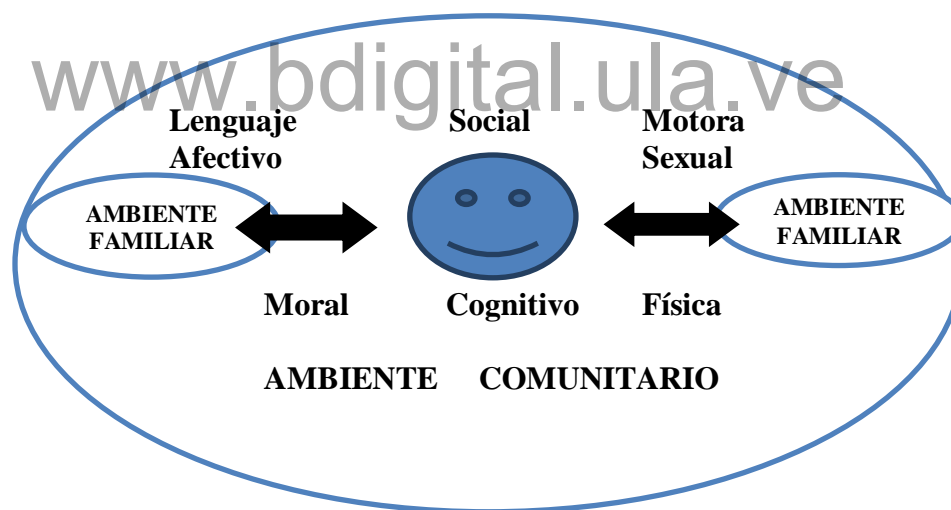 www.bdigital.ula.ve
Lenguaje Social Motora
Afectivo Sexual
AMBIENTE AMBIENTE
FAMILIAR FAMILIAR
Moral Cognitivo Física
AMBIENTE COMUNITARIO